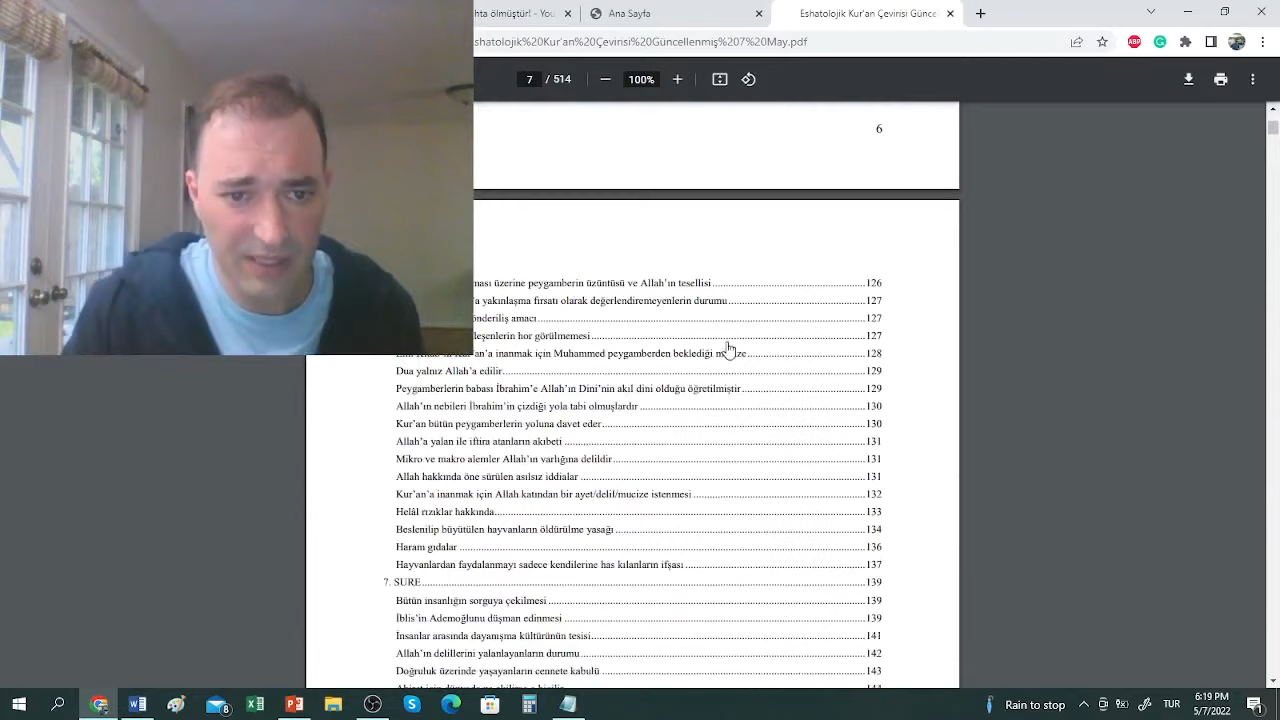 hta ölmüştür! - You
Ana Sayfa
Eshatolojik Kur'an Çevirisi Günce
shatolojik%20Kur'an%20Çevirisi%20Güncellenmiş%207%20May.pdf
ABP
7 / 514
100%
6
ması üzerine peygamberin üzüntüsü ve Allah'ın tesellisi 126
'a yakınlaşma fırsatı olarak değerlendiremeyenlerin durumu 127
önderiliş amacı 127
leşenlerin hor görülmemesi 127
inanmak için Muhammed peygamberden beklediği 128
Dua yalnız Allah'a edilir 129
Peygamberlerin babası İbrahim'e Allah'ın Dini'nin akıl dini olduğu öğretilmiştir 129
Allah'ın nebileri İbrahim'in çizdiği yola tabi olmuşlardır 130
Kur'an bütün peygamberlerin yoluna davet eder 130
Allah'a yalan ile iftira atanların akıbeti 131
Mikro ve makro alemler Allah'ın varlığına delildir 131
Allah hakkında öne sürülen asılsız iddialar 131
Kur'an'a inanmak için Allah katından bir ayet/delil/mucize istenmesi 132
Helâl rızıklar hakkında 133
Beslenilip büyütülen hayvanların öldürülme yasağı 134
Haram gıdalar 136
Hayvanlardan faydalanmayı sadece kendilerine has kılanların ifşası 137
7. SURE 139
Bütün insanlığın sorguya çekilmesi 139
İblis'in Ademoğlunu düşman edinmesi 139
İnsanlar arasında dayanışma kültürünün tesisi 141
Allah'ın delillerini yalanlayanların durumu 142
Doğruluk üzerinde yaşayanların cennete kabulü 143
8
Rain to stop
TUR
6:19 PM
5/7/2022